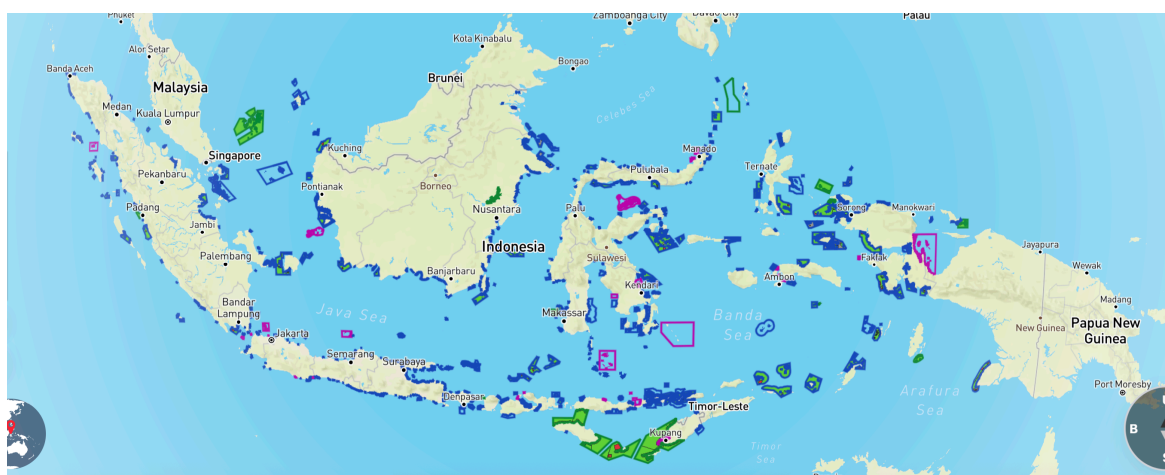 Phuket
Zamboanga City
Davao City
Palau
Alor Setar
Kota Kinabalu
Banda Aceh
Bongao
Brunei
Malaysia
Medan
Kuala Lumpur
Celebes Sea
Kuching
Singapore
Manado
Ternate
Pulubala
Pekanbaru
Borneo
Pontianak
Padang
Nusantara
Palu
Sorong
Manokwari
Jambi
Indonesia
Jayapura
Palembang
Sulawesi
Faktak
Wewak
Banjarbaru
Ambon
Kendari
Bandar
Lampung
Java Sea
Makassar
Banda
Sea
Madang
New Guinea
Papua New
Guinea
Jakarta
Semarang
Surabaya
Port Moresby
Denpasar
Timor-Leste
Arafura
Sea
Kupang
B
Timor
Sea